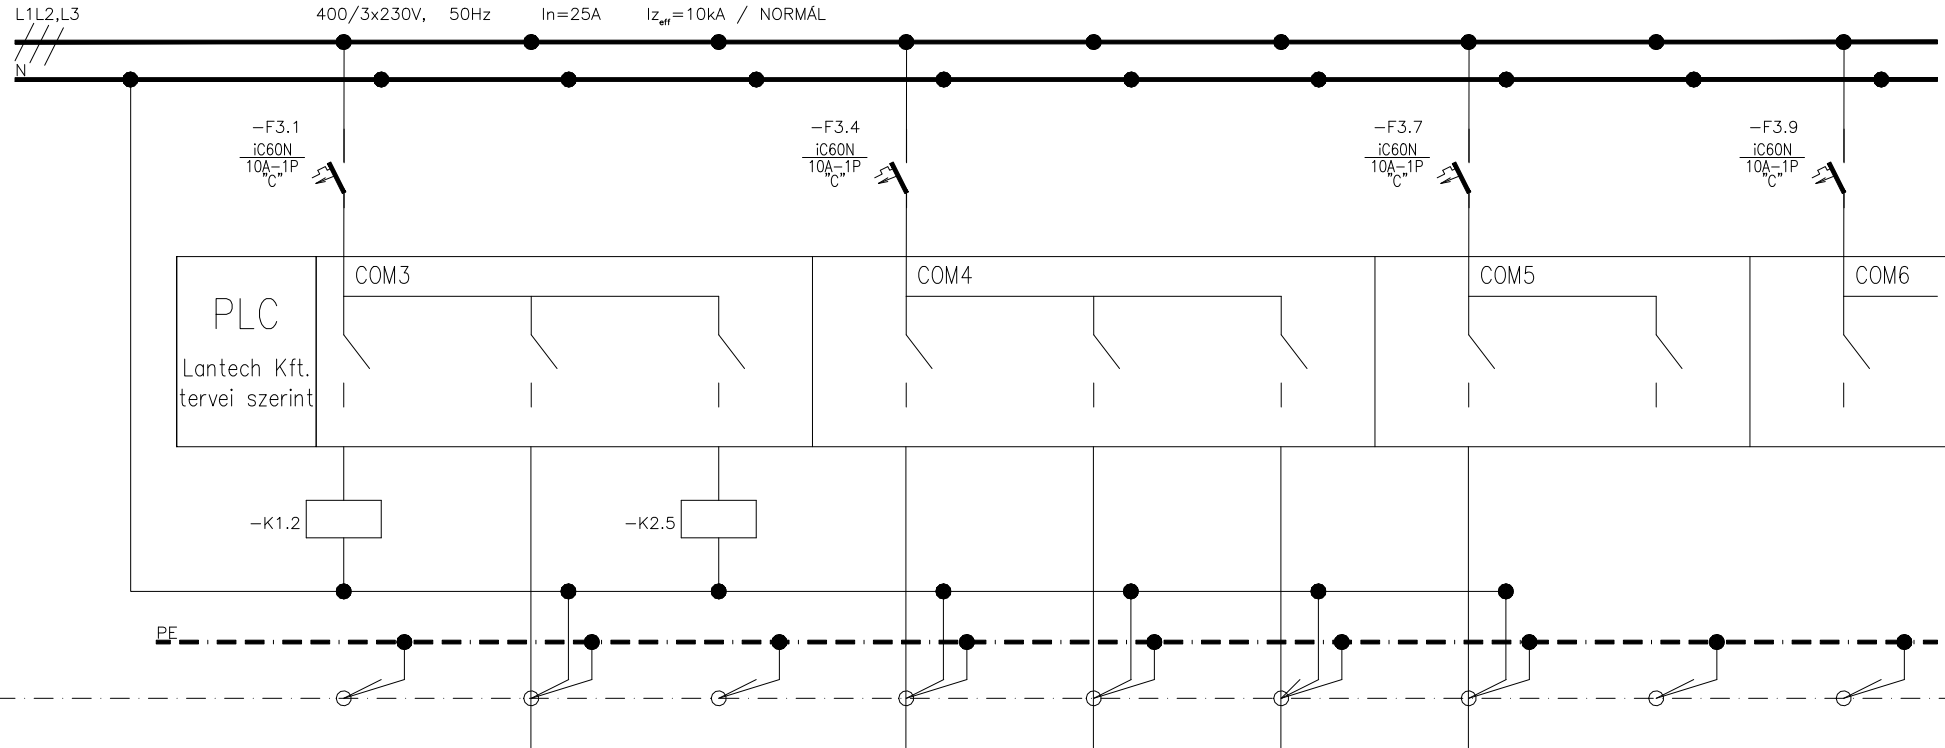 L1L2,L3 400/3x230V, 50Hz In=25A Iz eff=10kA / NORMÁL
N
-F3.1
iC60N
10A-1P
"C"
-F3.4
iC60N
10A-1P
"C"
-F3.7
iC60N
10A-1P
"C"
-F3.9
iC60N
10A-1P
"C"
PLC
Lantech Kft.
tervei szerint
COM3
COM4
COM5
COM6
-K1.2
-K2.5
PE